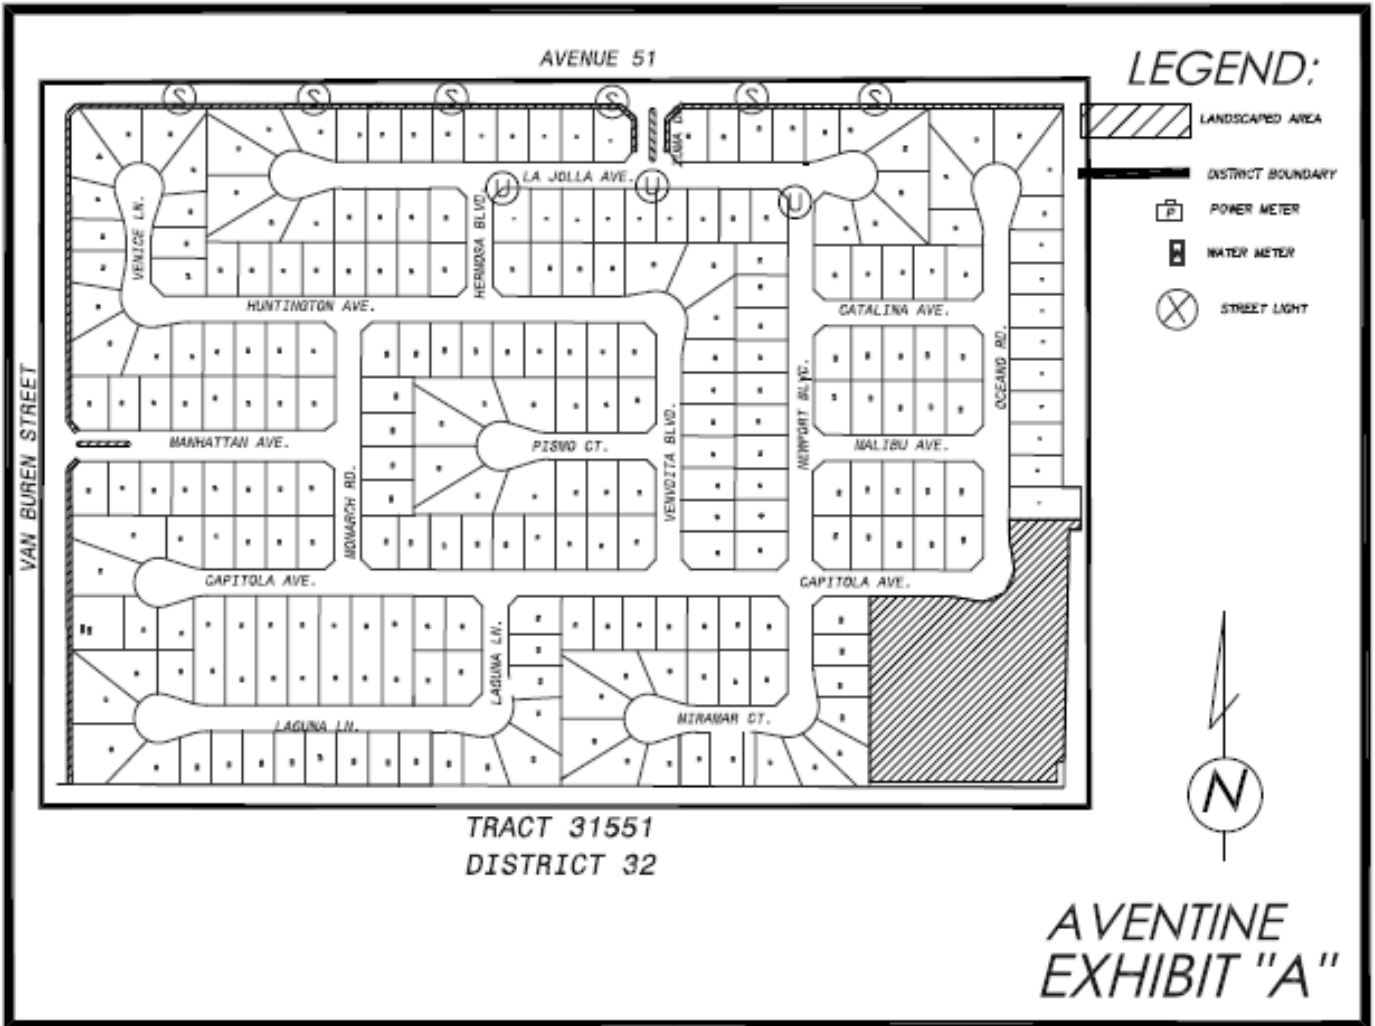 AVENUE 51
LEGEND:
S
S
S
S
S
S
LANDSCAPED AREA
DISTRICT BOUNDARY
P
POWER METER
WATER METER
X
STREET LIGHT
LA JOLLA AVE.
U
U
U
VENICE LN.
HERMOSA BLVD.
HUNTINGTON AVE.
CATALINA AVE.
OCEANO RD.
VAN BUREN STREET
MANHATTAN AVE.
PISMO CT.
NEWPORT BLVD.
MALIBU AVE.
MONARCH RD.
CAPITOLA AVE.
CAPITOLA AVE.
LAGUNA LN.
LAGUNA LN.
MIRAMAR CT.
N
TRACT 31551
DISTRICT 32
AVENTINE
EXHIBIT "A"